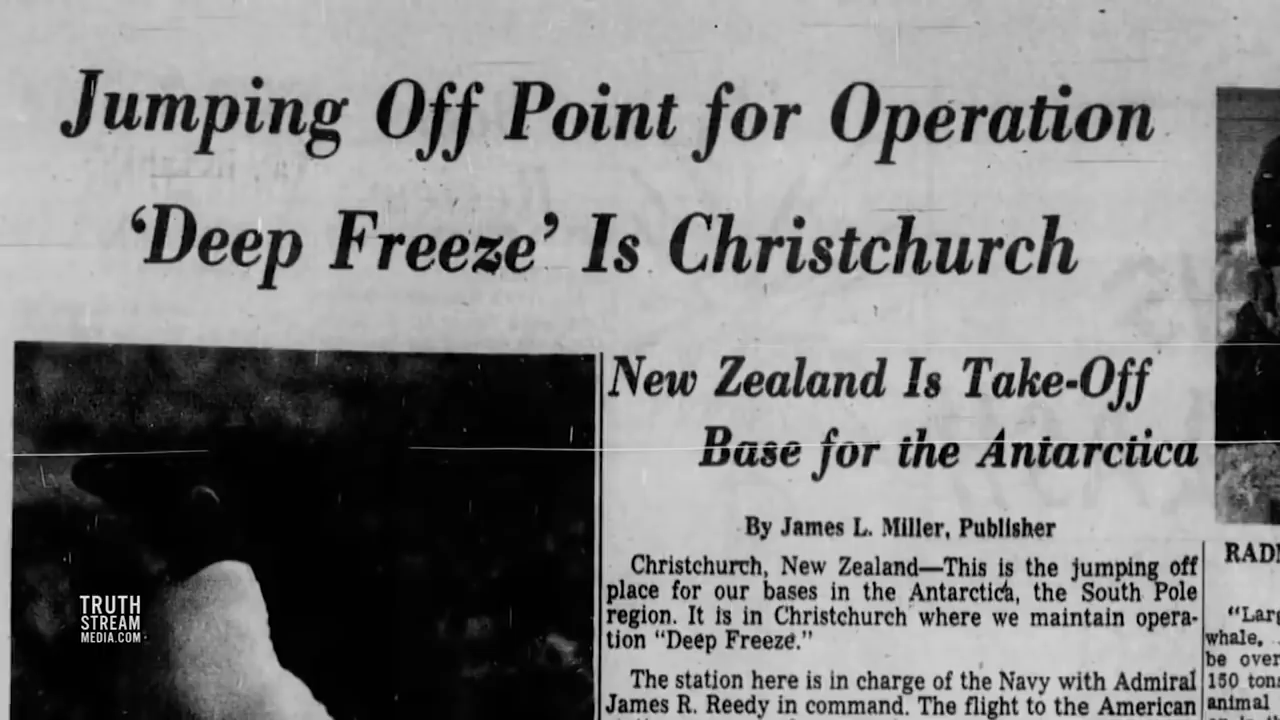 Jumping Off Point for Operation
‘Deep Freeze’ Is Christchurch
New Zealand Is Take-Off
Base for the Antarctica
By James L. Miller, Publisher
Christchurch, New Zealand—This is the jumping off
place for our bases in the Antarctica, the South Pole
region. It is in Christchurch where we maintain opera-
tion “Deep Freeze.”
The station here is in charge of the Navy with Admiral
James R. Reedy in command. The flight to the American
whale,
be over
150 tons
animal
TRUTH
STREAM
MEDIA.COM